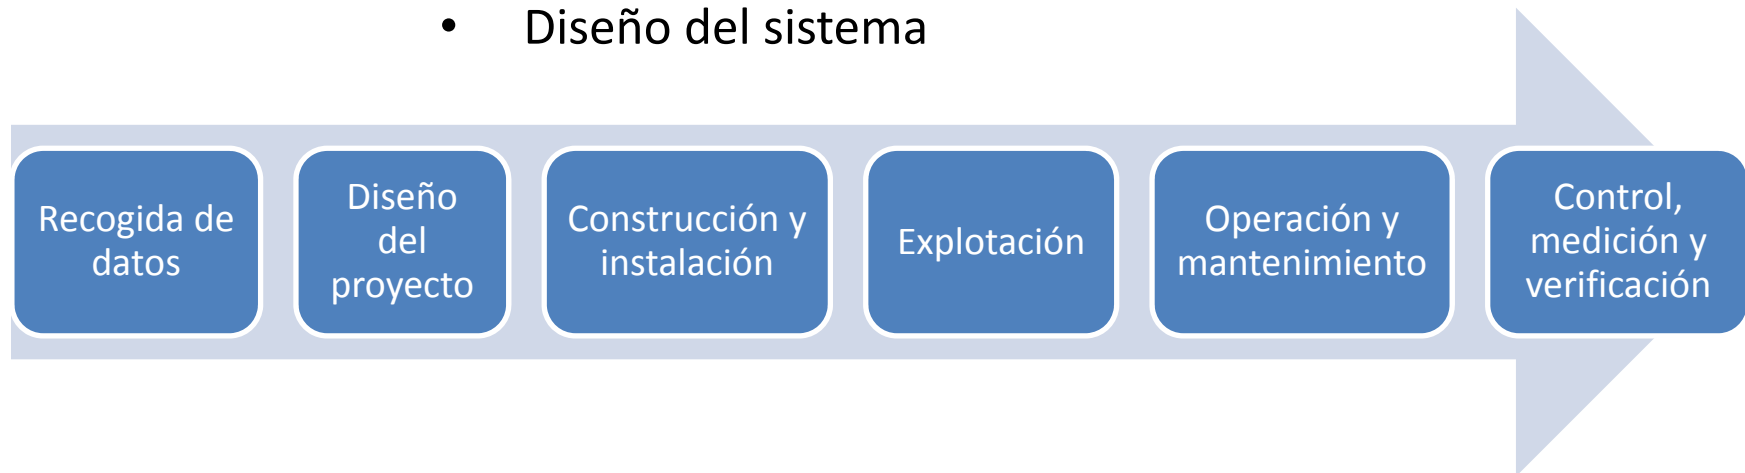 • Diseño del sistema
Recogida de
datos
Diseño
del
proyecto
Construcción y
instalación
Explotación
Operación y
mantenimiento
Control,
medición y
verificación